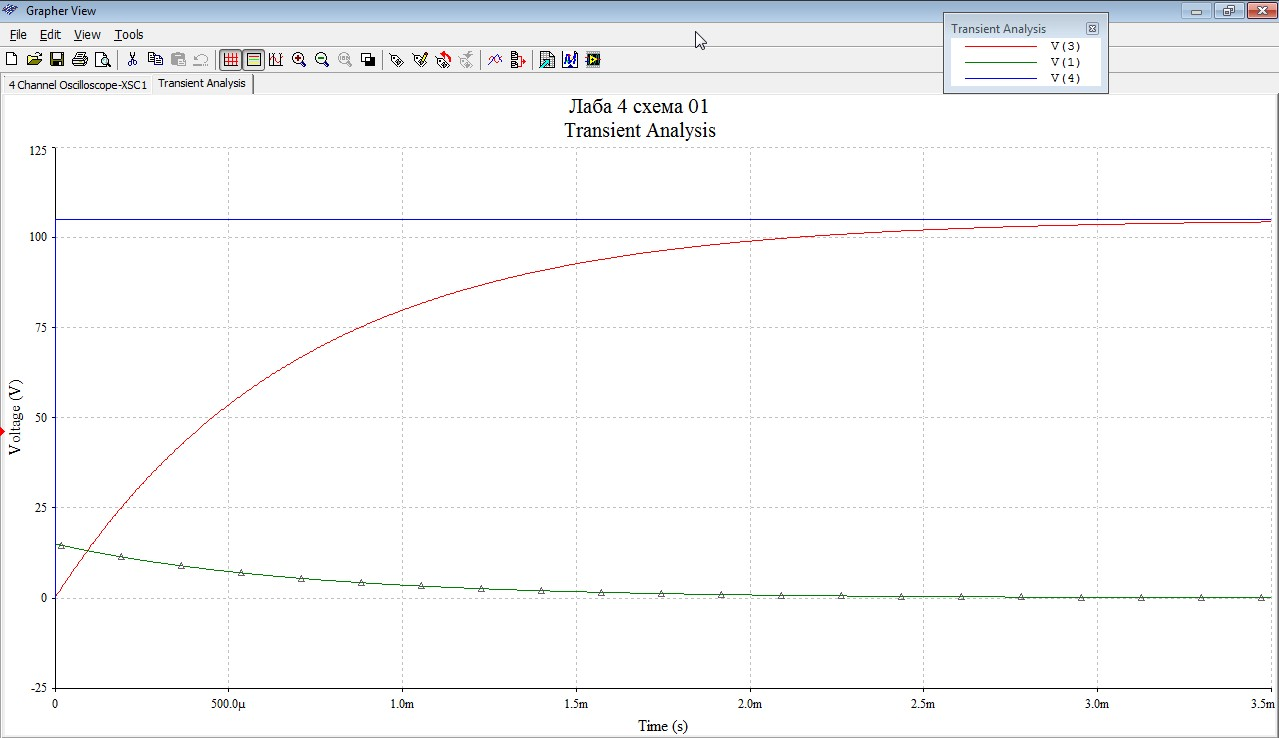 Grapher View
File Edit View Tools
Transient Analysis
V(3)
V(1)
V(4)
4 Channel Oscilloscope-XSC1 Transient Analysis
Лаба 4 схема 01
Transient Analysis
125
100
75
50
25
0
-25
Voltage (V)
0 500.0μ 1.0m 1.5m 2.0m 2.5m 3.0m 3.5m
Time (s)